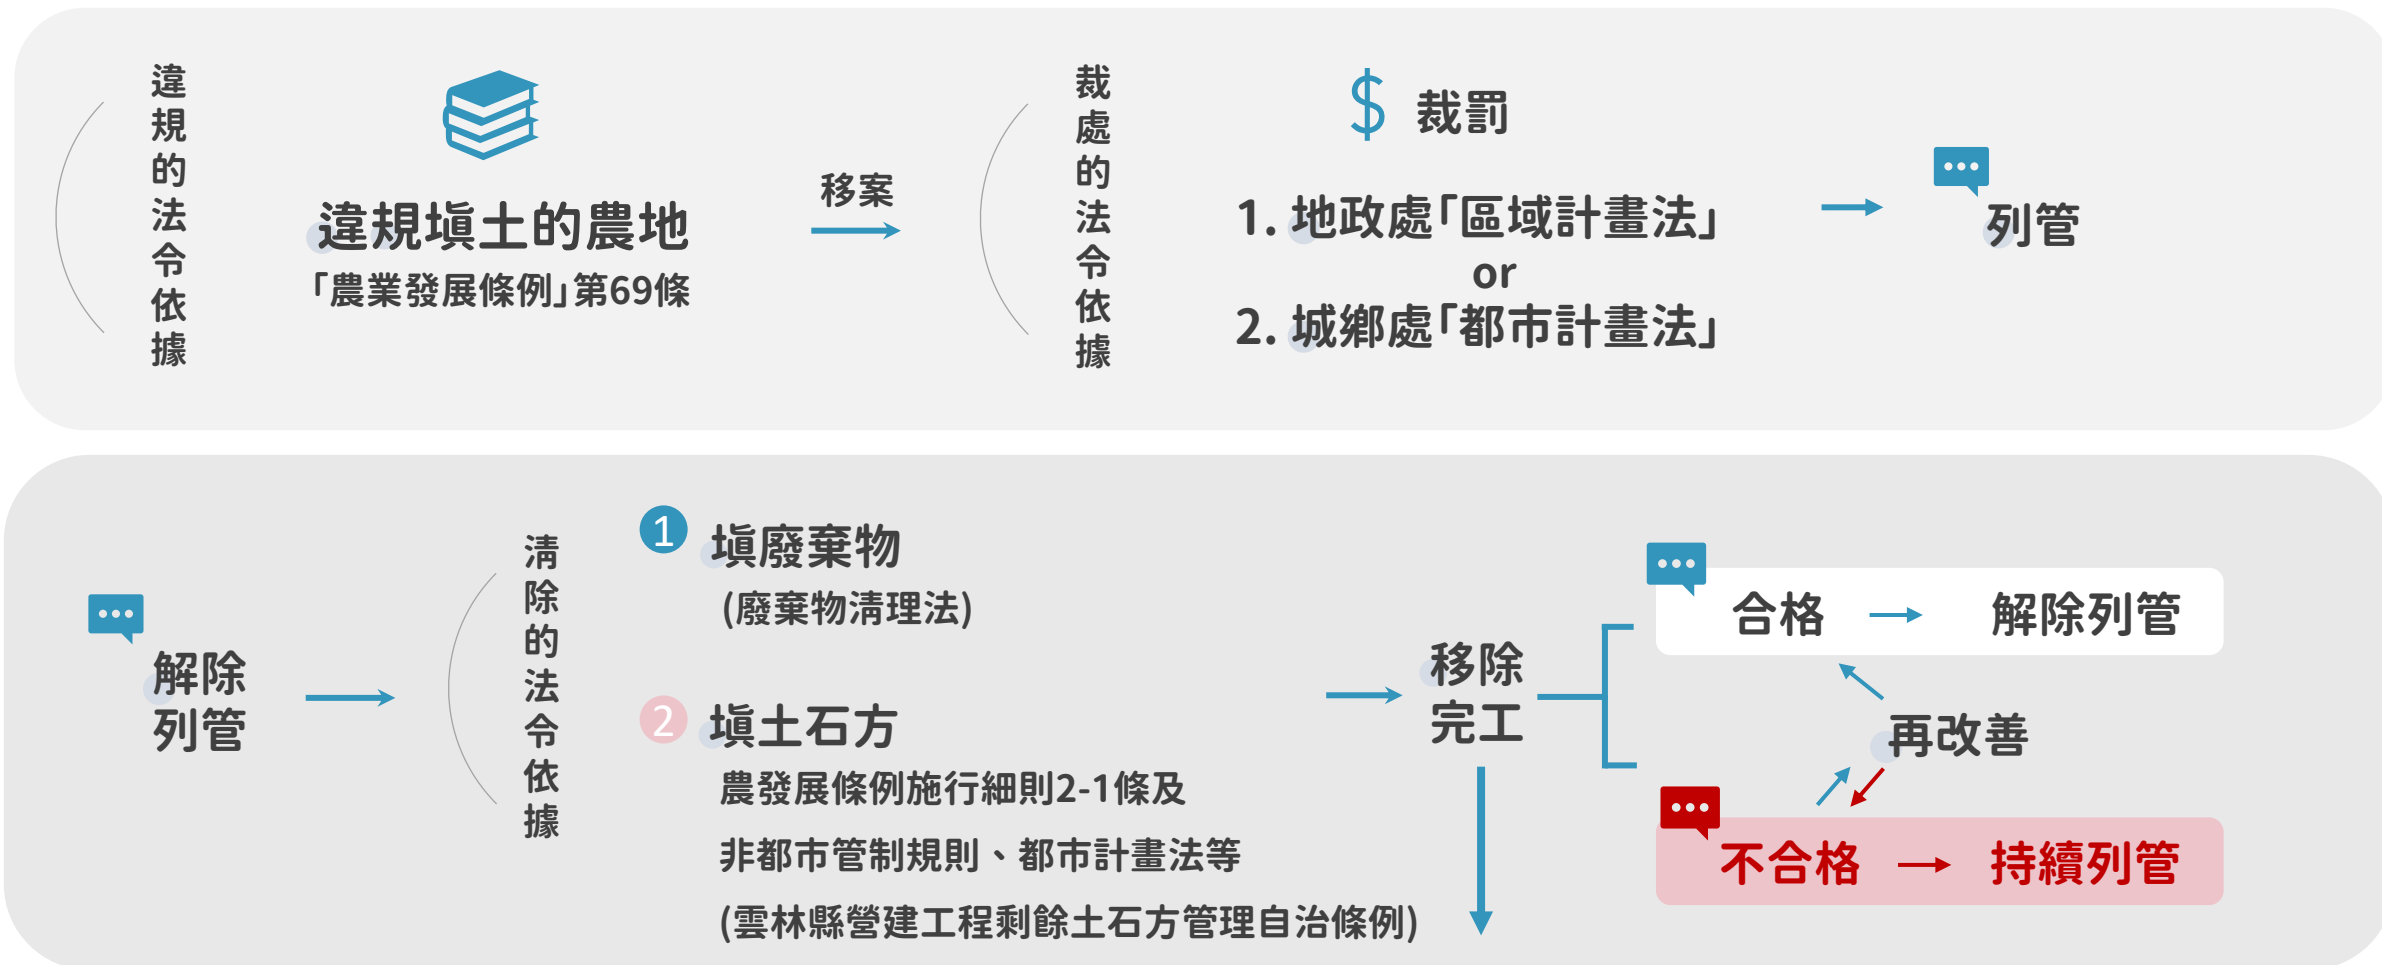 違規的法令依據
違規填土的農地
「農業發展條例」第69條
移案
裁處的法令依據
裁罰
1. 地政處「區域計畫法」
or
2. 城鄉處「都市計畫法」
列管
解除
列管
清除的法令依據
1 填廢棄物
(廢棄物清理法)
2 填土石方
農發展條例施行細則2-1條及
非都市管制規則、都市計畫法等
(雲林縣營建工程剩餘土石方管理自治條例)
移除
完工
合格
解除列管
再改善
不合格
持續列管